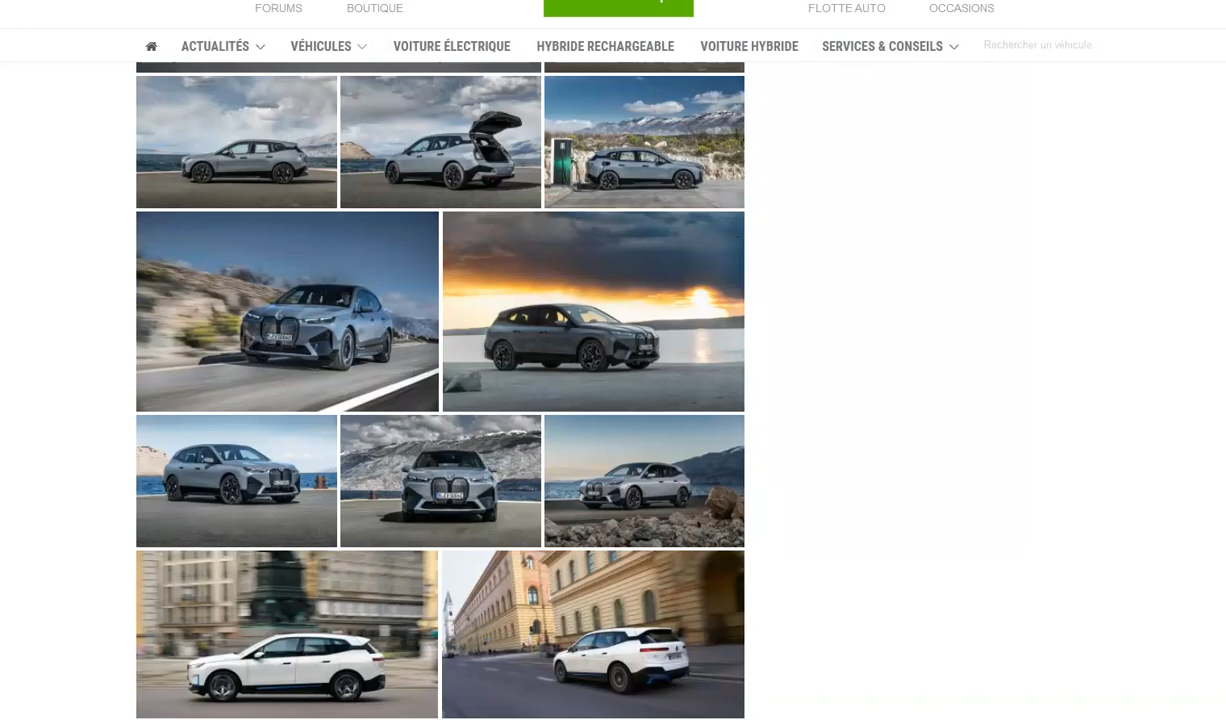 FORUMS BOUTIQUE FLOTTE AUTO OCCASIONS
ACTUALITÉS VÉHICULES VOITURE ÉLECTRIQUE HYBRIDE RECHARGEABLE VOITURE HYBRIDE SERVICES & CONSEILS Rechercher un véhicule...